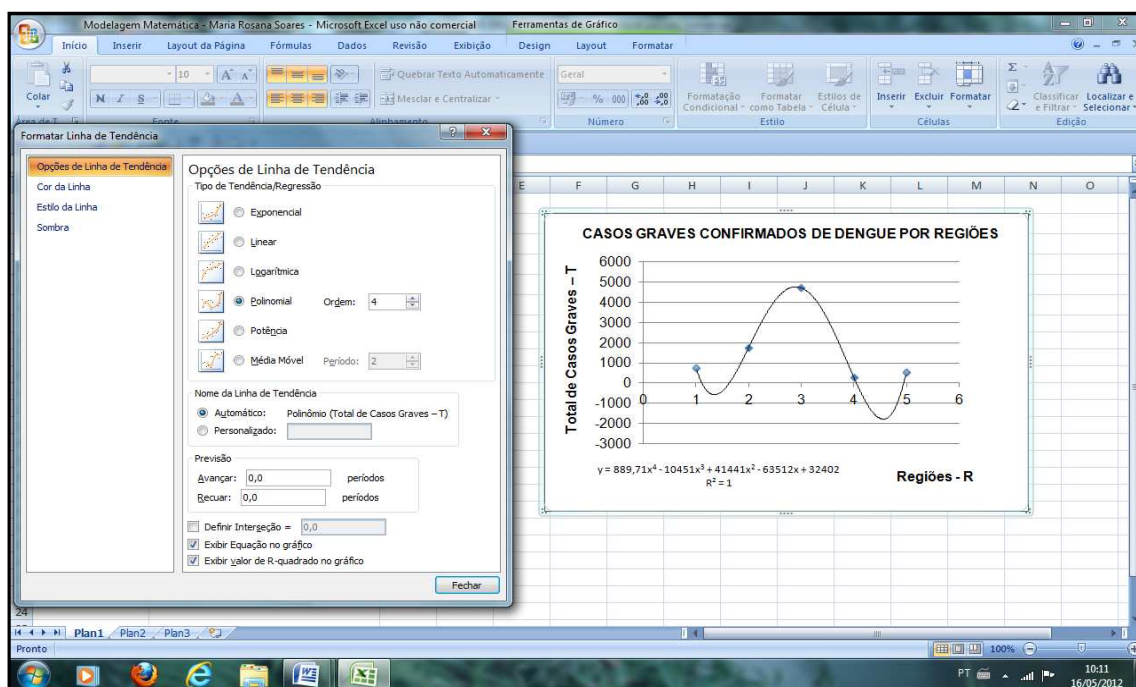 Modelagem Matemática - Maria Rosana Soares - Microsoft Excel uso não comercial
Ferramentas de Gráfico
Início Inserir Layout da Página Fórmulas Dados Revisão Exibição Design Layout Formatar
Colar
10 A A
Quebrar Texto Automaticamente
Geral
N I S A
Mesclar e Centralizar
% 000
Formatação Condicional
Formatar como Tabela
Estilos de Célula
Inserir Excluir Formatar
Classificar e Filtrar
Localizar e Selecionar
Área de T...
Fonte
Alinhamento
Número
Estilo
Células
Edição
Formatar Linha de Tendência
Opções de Linha de Tendência
Cor da Linha
Estilo da Linha
Sombra
Opções de Linha de Tendência
Tipo de Tendência/Regressão
Exponencial
Linear
Logarítmica
Polinomial Ordem: 4
Potência
Média Móvel Período: 2
Nome da Linha de Tendência
Automático: Polinômio (Total de Casos Graves – T)
Personalizado:
Previsão
Avançar: 0,0 períodos
Recuar: 0,0 períodos
Definir Interseção = 0,0
Exibir Equação no gráfico
Exibir valor de R-quadrado no gráfico
Fechar
E F G H I J K L M N O
CASOS GRAVES CONFIRMADOS DE DENGUE POR REGIÕES
Total de Casos Graves – T
6000
5000
4000
3000
2000
1000
0
-1000
-2000
-3000
0 1 2 3 4 5 6
y = 889,71x⁴ - 10451x³ + 41441x² - 63512x + 32402
R² = 1
Regiões - R
24
Plan1 Plan2 Plan3
Pronto
100%
PT
10:11
16/05/2012